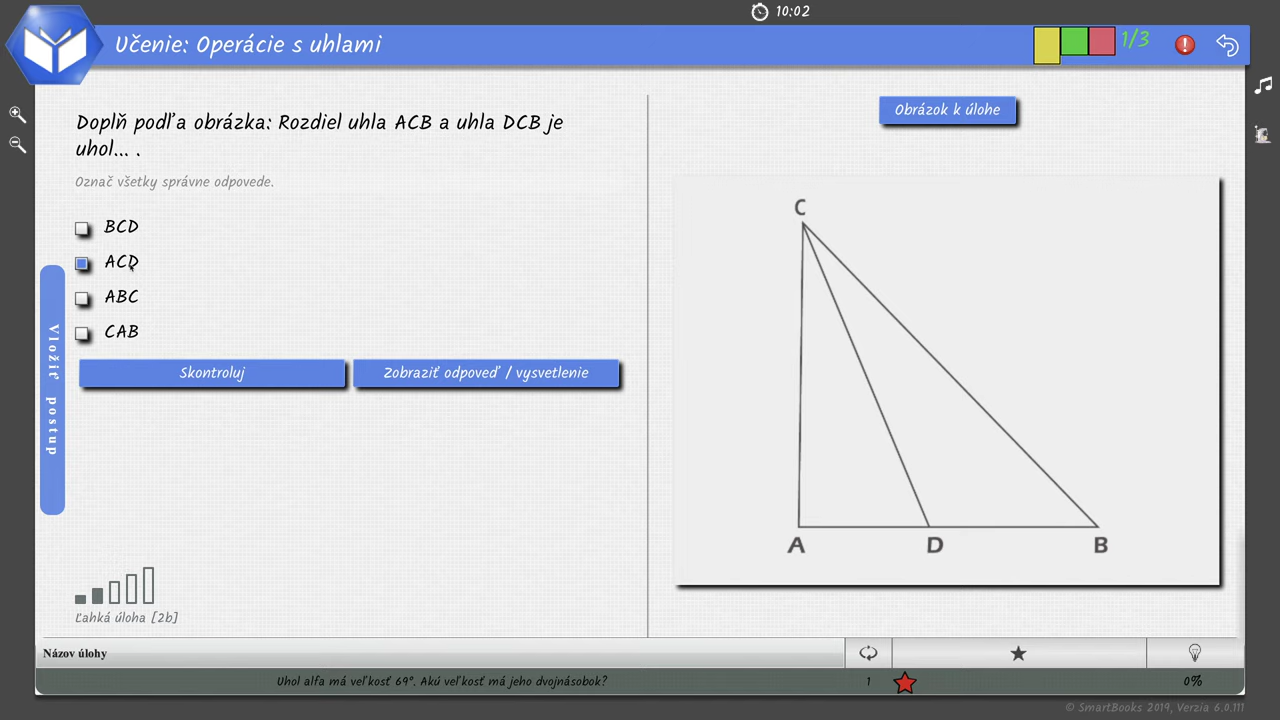 10:02
Učenie: Operácie s uhlami
1/3
Doplň podľa obrázka: Rozdiel uhla ACB a uhla DCB je
uhol... .
Označ všetky správne odpovede.
BCD
ACD
ABC
CAB
Skontroluj
Zobraziť odpoveď / vysvetlenie
Vložiť postup
Ľahká úloha [2b]
Obrázok k úlohe
C
A
D
B
Názov úlohy
Uhol alfa má veľkosť 69°. Akú veľkosť má jeho dvojnásobok?
1
0%
© SmartBooks 2019, Verzia 6.0.111